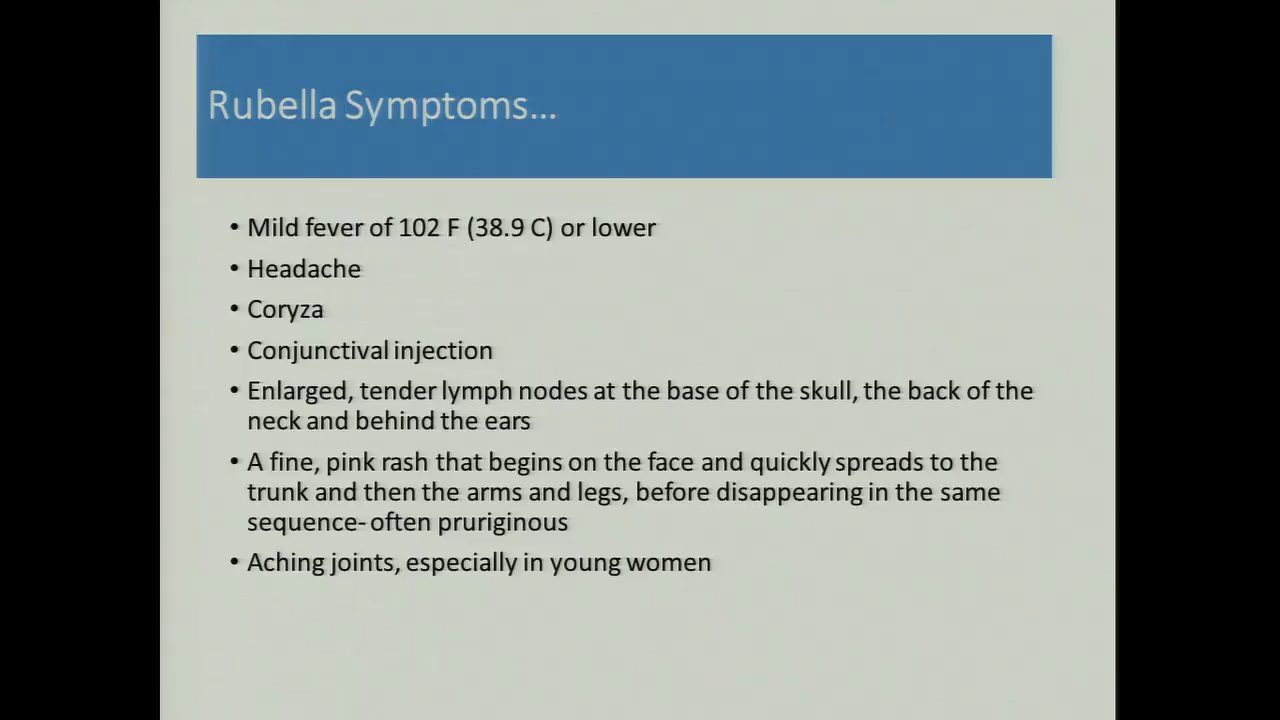 Rubella Symptoms...
• Mild fever of 102 F (38.9 C) or lower
• Headache
• Coryza
• Conjunctival injection
• Enlarged, tender lymph nodes at the base of the skull, the back of the
neck and behind the ears
• A fine, pink rash that begins on the face and quickly spreads to the
trunk and then the arms and legs, before disappearing in the same
sequence- often pruriginous
• Aching joints, especially in young women